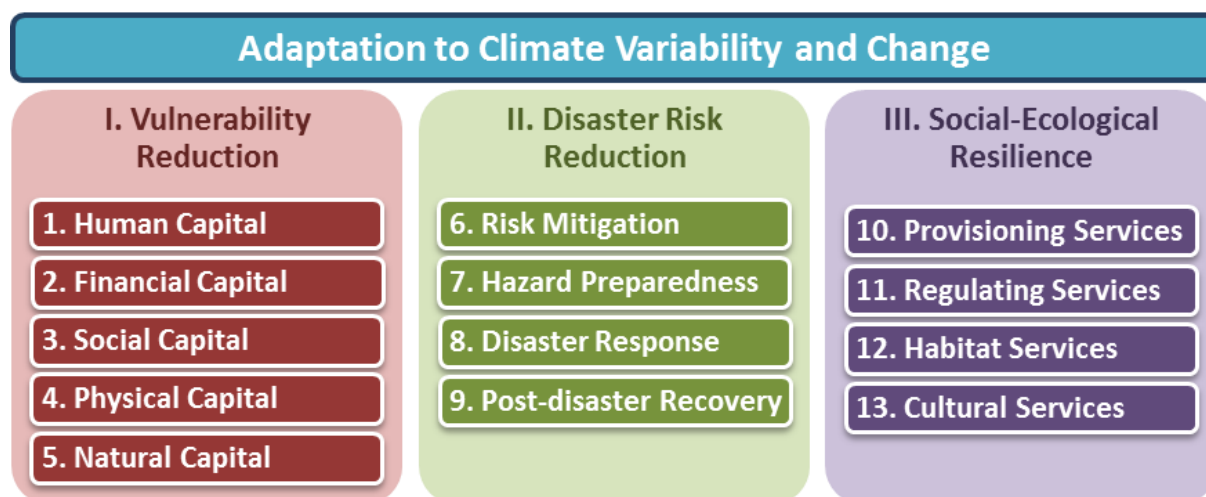 Adaptation to Climate Variability and Change
I. Vulnerability
Reduction
1. Human Capital
2. Financial Capital
3. Social Capital
4. Physical Capital
5. Natural Capital
II. Disaster Risk
Reduction
6. Risk Mitigation
7. Hazard Preparedness
8. Disaster Response
9. Post-disaster Recovery
III. Social-Ecological
Resilience
10. Provisioning Services
11. Regulating Services
12. Habitat Services
13. Cultural Services